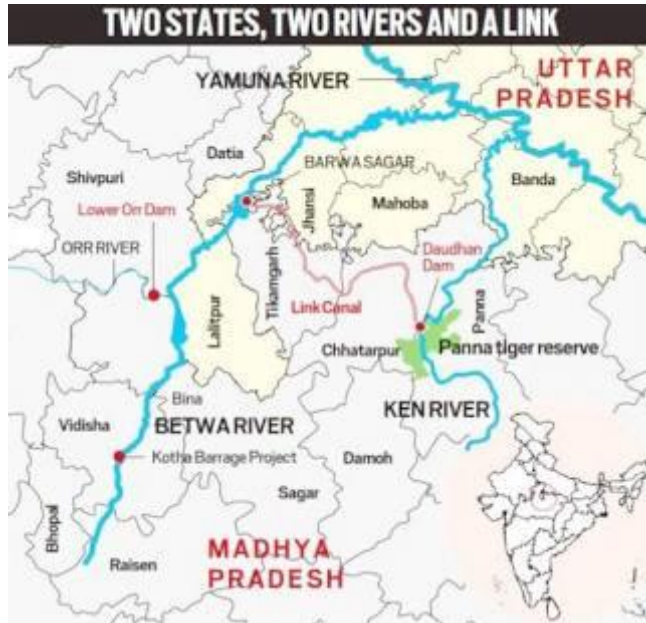 TWO STATES, TWO RIVERS AND A LINK
YAMUNA RIVER
UTTAR
PRADESH
Datia
BARWA SAGAR
Shivpuri
Jhansi
Mahoba
Banda
Lower Orr Dam
ORR RIVER
Tikamgarh
Daudhan
Dam
Link Canal
Lalitpur
Panna
Chhatarpur
Panna tiger reserve
Bina
KEN RIVER
Vidisha
BETWA RIVER
Kotha Barrage Project
Damoh
Sagar
Bhopal
MADHYA
PRADESH
Raisen